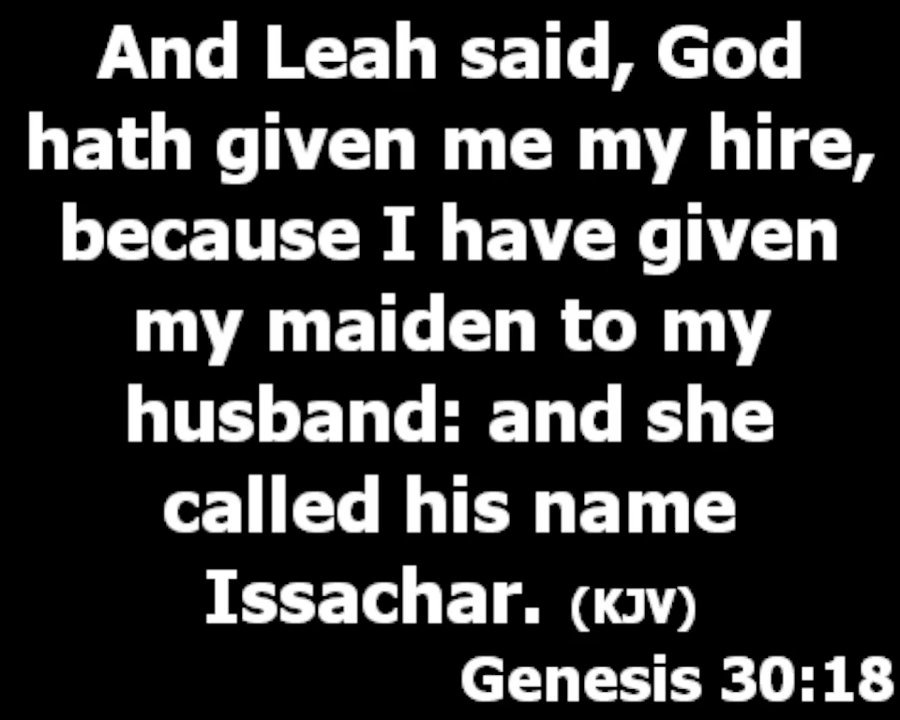 And Leah said, God
hath given me my hire,
because I have given
my maiden to my
husband: and she
called his name
Issachar. (KJV)
Genesis 30:18